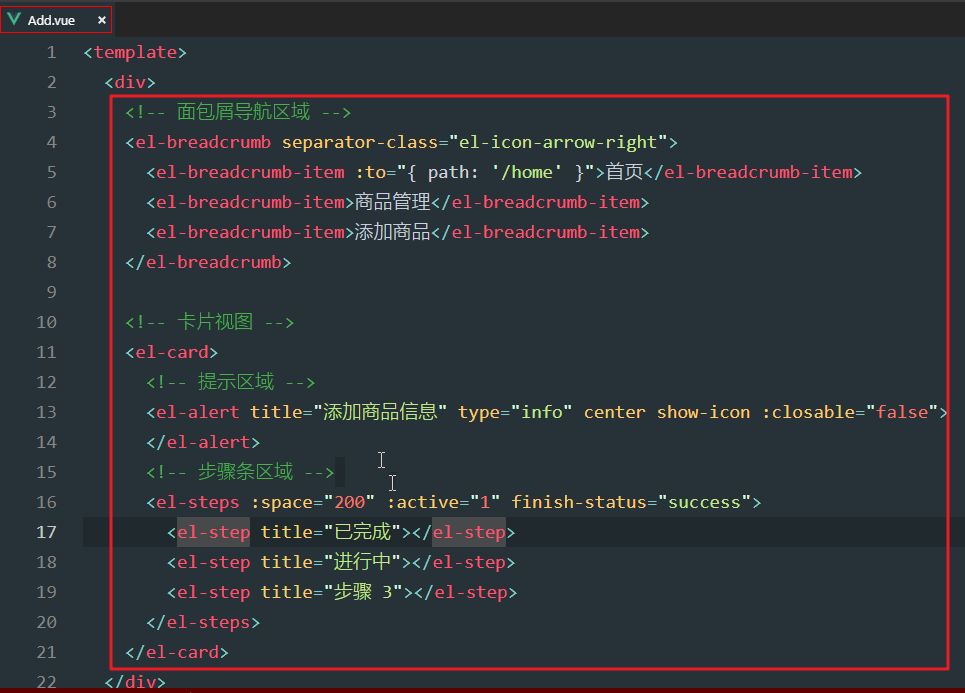 Add.vue ×
1 <template>
2 <div>
3 <!-- 面包屑导航区域 -->
4 <el-breadcrumb separator-class="el-icon-arrow-right">
5 <el-breadcrumb-item :to="{ path: '/home' }">首页</el-breadcrumb-item>
6 <el-breadcrumb-item>商品管理</el-breadcrumb-item>
7 <el-breadcrumb-item>添加商品</el-breadcrumb-item>
8 </el-breadcrumb>
9
10 <!-- 卡片视图 -->
11 <el-card>
12 <!-- 提示区域 -->
13 <el-alert title="添加商品信息" type="info" center show-icon :closable="false">
14 </el-alert>
15 <!-- 步骤条区域 -->
16 <el-steps :space="200" :active="1" finish-status="success">
17 <el-step title="已完成"></el-step>
18 <el-step title="进行中"></el-step>
19 <el-step title="步骤 3"></el-step>
20 </el-steps>
21 </el-card>
22 </div>